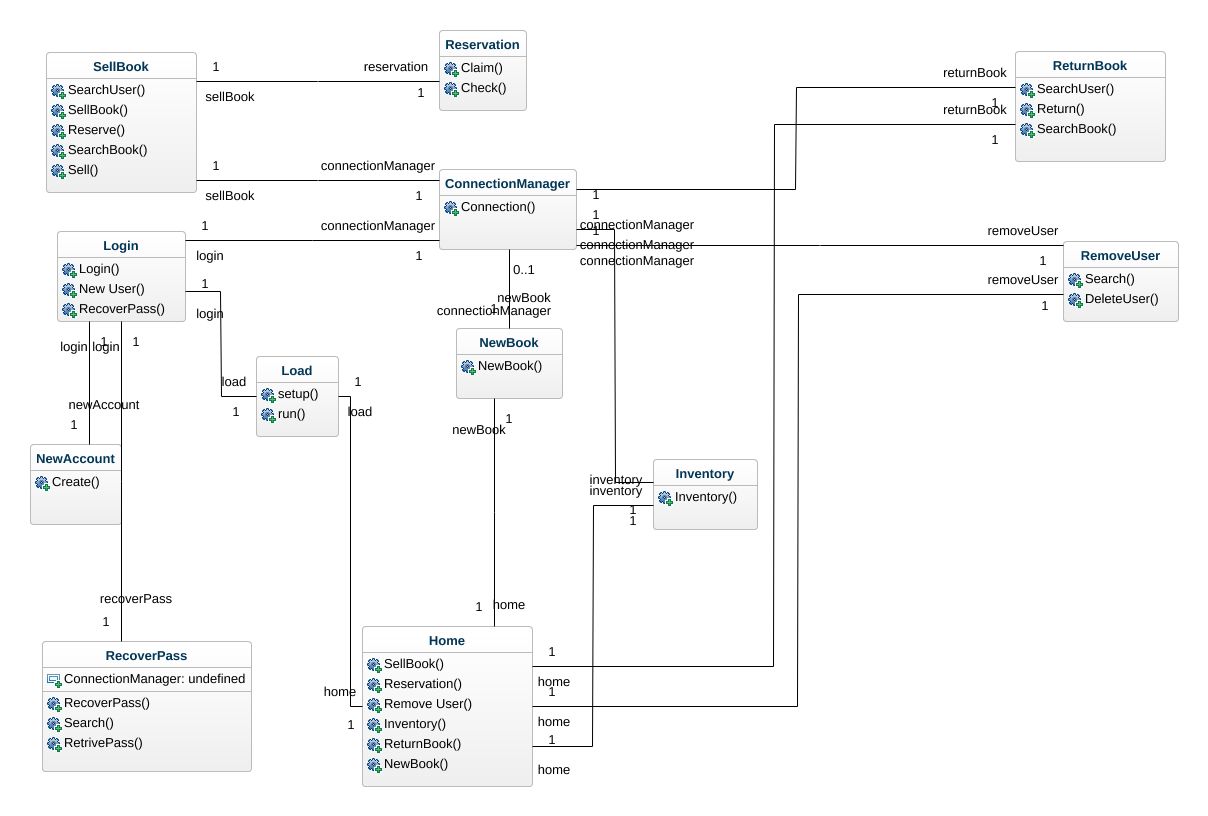 SellBook
SearchUser()
SellBook()
Reserve()
SearchBook()
Sell()
1
reservation
sellBook
1
Reservation
Claim()
Check()
1
connectionManager
sellBook
1
ConnectionManager
Connection()
returnBook
1
returnBook
1
ReturnBook
SearchUser()
Return()
SearchBook()
1
1
connectionManager
1
connectionManager
connectionManager
removeUser
1
removeUser
1
RemoveUser
Search()
DeleteUser()
Login
Login()
New User()
RecoverPass()
1
connectionManager
login
1
1
login
0..1
newBook
1
connectionManager
login
1
login
1
NewBook
NewBook()
Load
setup()
run()
load
1
1
load
newAccount
1
NewAccount
Create()
1
newBook
inventory
inventory
1
1
Inventory
Inventory()
recoverPass
1
1
home
RecoverPass
ConnectionManager: undefined
RecoverPass()
Search()
RetrivePass()
home
1
Home
SellBook()
Reservation()
Remove User()
Inventory()
ReturnBook()
NewBook()
1
home
1
home
1
home